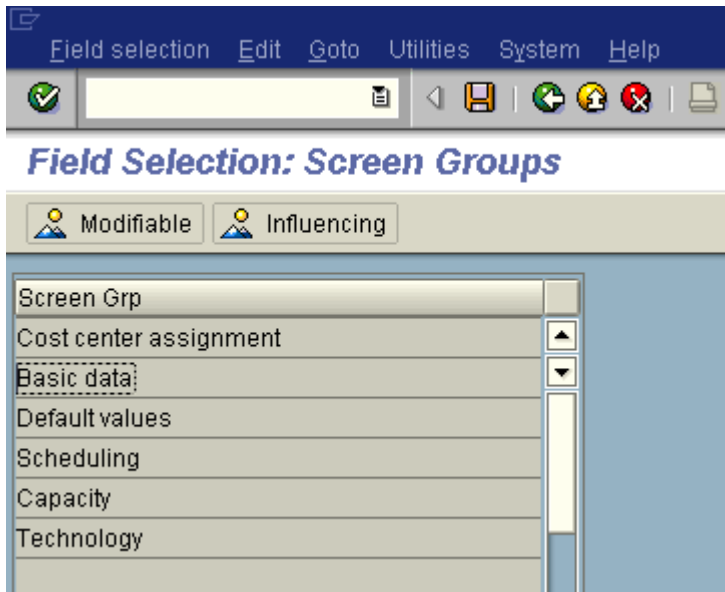 Field selection Edit Goto Utilities System Help
Field Selection: Screen Groups
Modifiable Influencing
Screen Grp
Cost center assignment
Basic data
Default values
Scheduling
Capacity
Technology